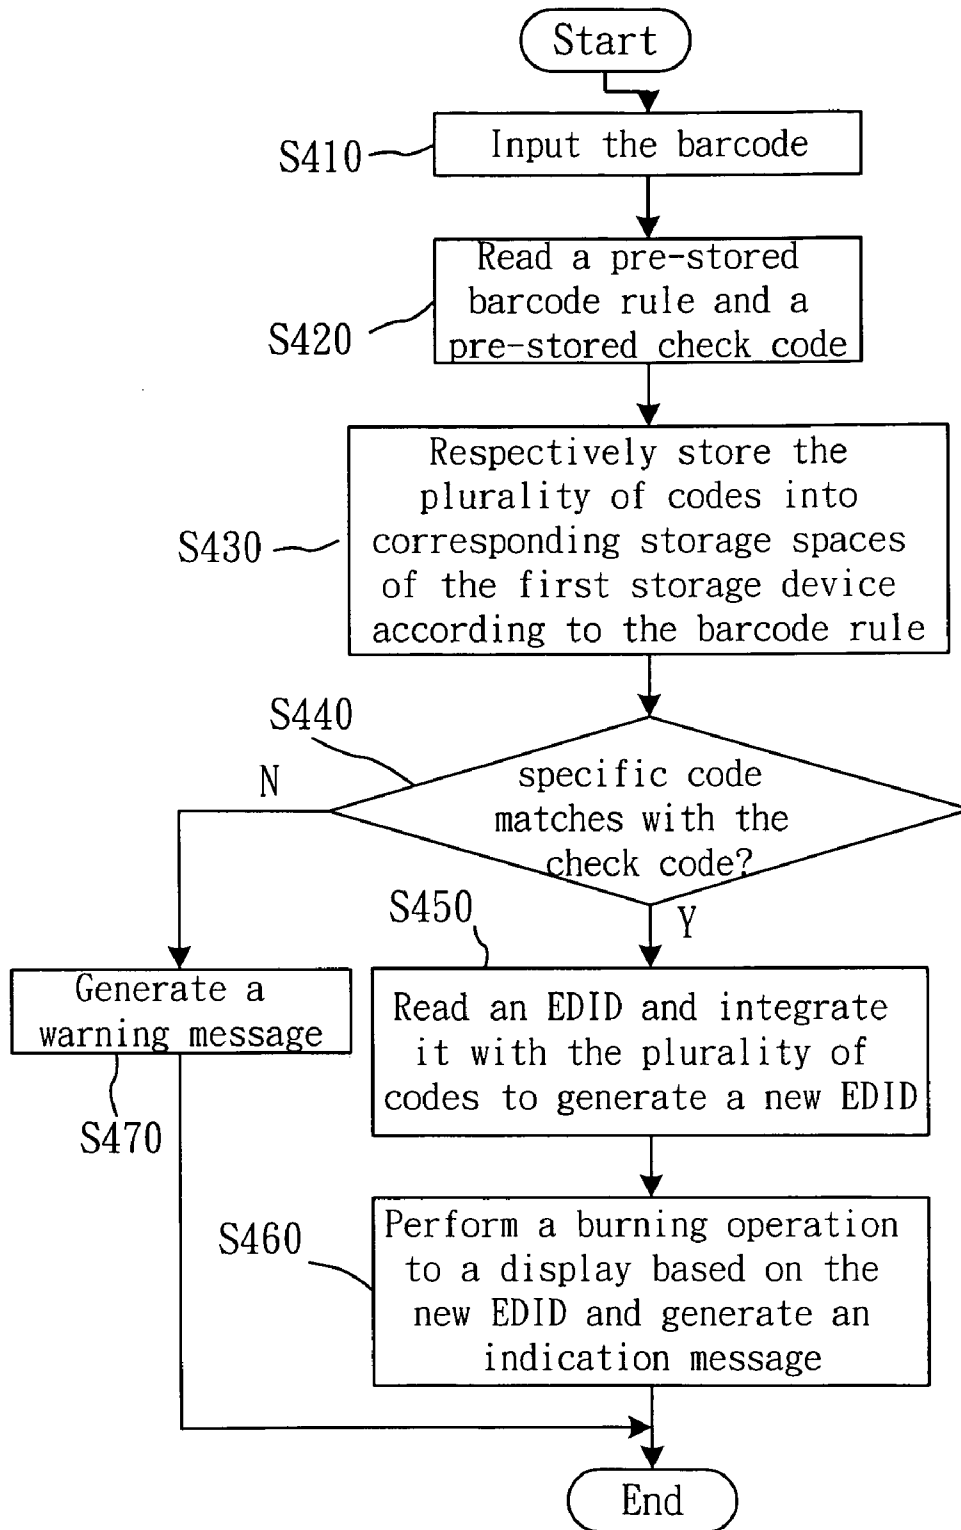 Start
S410
Input the barcode
S420
Read a pre-stored
barcode rule and a
pre-stored check code
S430
Respectively store the
plurality of codes into
corresponding storage spaces
of the first storage device
according to the barcode rule
S440
N
specific code
matches with the
check code?
Y
S450
Generate a
warning message
S470
Read an EDID and integrate
it with the plurality of
codes to generate a new EDID
S460
Perform a burning operation
to a display based on the
new EDID and generate an
indication message
End